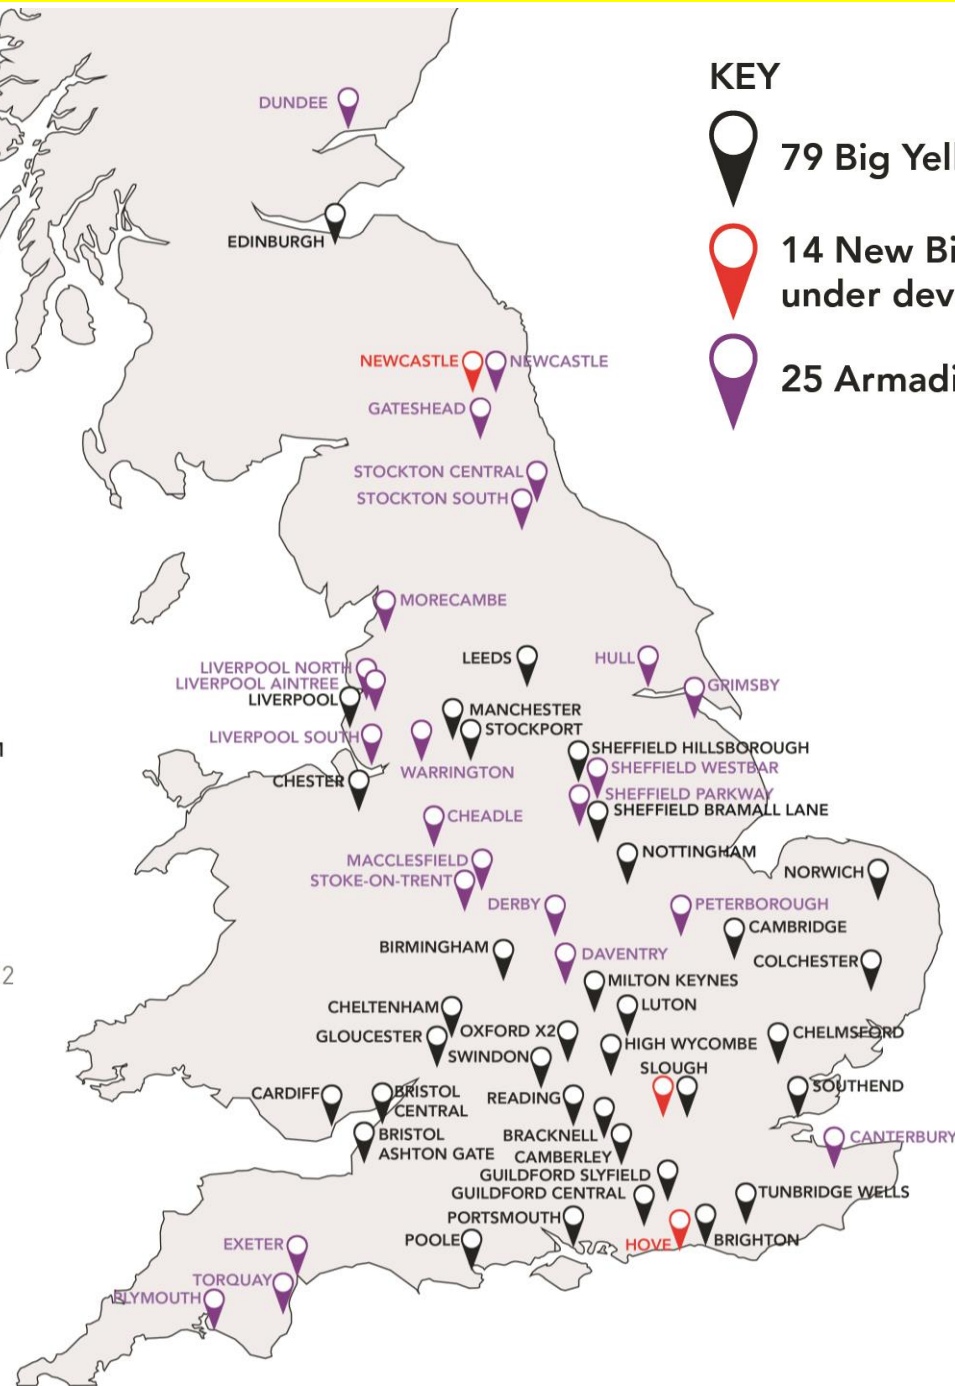 KEY
79 Big Yell
14 New Bi
under dev
25 Armadi
DUNDEE
EDINBURGH
NEWCASTLE
NEWCASTLE
GATESHEAD
STOCKTON CENTRAL
STOCKTON SOUTH
MORECAMBE
LIVERPOOL NORTH
LEEDS
HULL
LIVERPOOL AINTREE
GRIMSBY
LIVERPOOL
MANCHESTER
STOCKPORT
LIVERPOOL SOUTH
SHEFFIELD HILLSBOROUGH
SHEFFIELD WESTBAR
WARRINGTON
CHESTER
SHEFFIELD PARKWAY
SHEFFIELD BRAMALL LANE
CHEADLE
NOTTINGHAM
MACCLESFIELD
NORWICH
STOKE-ON-TRENT
DERBY
PETERBOROUGH
CAMBRIDGE
BIRMINGHAM
DAVENTRY
COLCHESTER
2
MILTON KEYNES
CHELTENHAM
LUTON
GLOUCESTER
OXFORD X2
CHELMSFORD
HIGH WYCOMBE
SWINDON
SLOUGH
SOUTHEND
CARDIFF
BRISTOL
CENTRAL
READING
BRISTOL
ASHTON GATE
BRACKNELL
CANTERBURY
CAMBERLEY
GUILDFORD SLYFIELD
GUILDFORD CENTRAL
TUNBRIDGE WELLS
PORTSMOUTH
POOLE
HOVE
BRIGHTON
EXETER
TORQUAY
PLYMOUTH